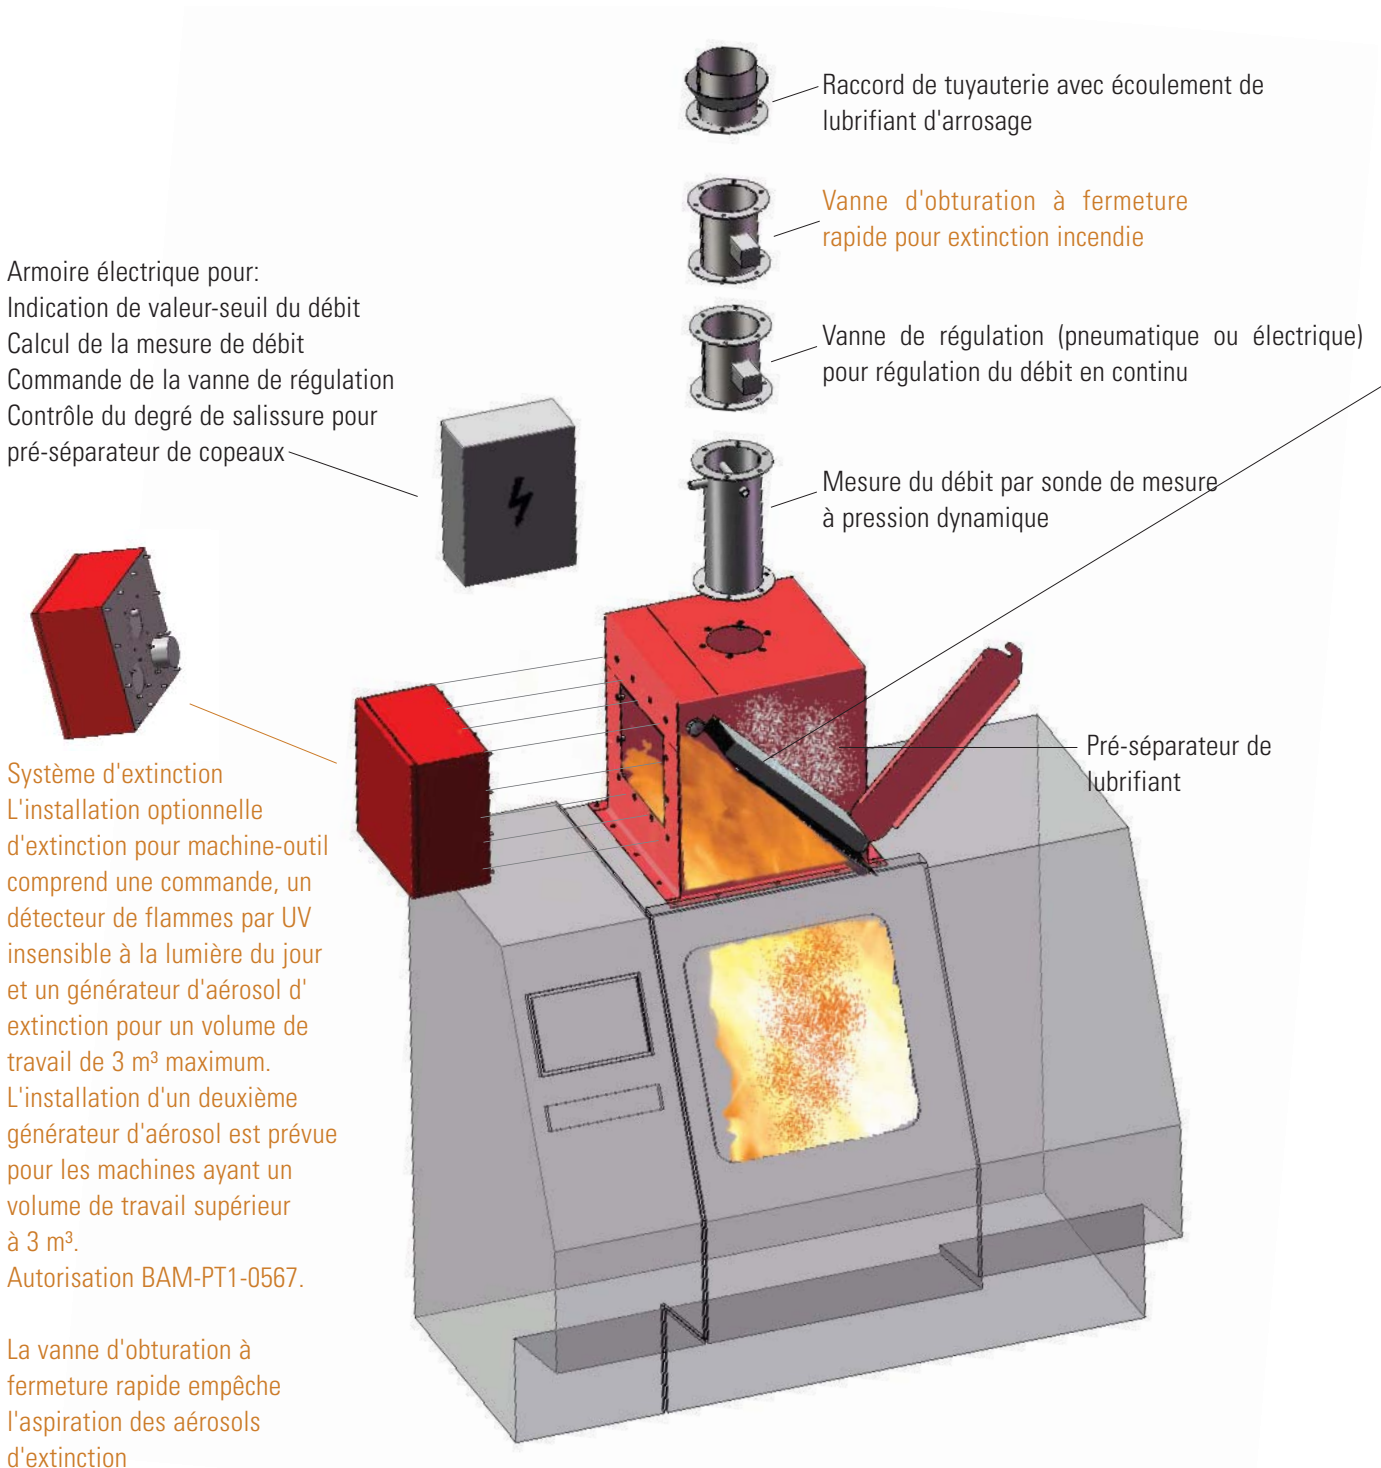 Raccord de tuyauterie avec écoulement de
lubrifiant d'arrosage
Vanne d'obturation à fermeture
rapide pour extinction incendie
Armoire électrique pour:
Indication de valeur-seuil du débit
Calcul de la mesure de débit
Commande de la vanne de régulation
Contrôle du degré de salissure pour
pré-séparateur de copeaux
Vanne de régulation (pneumatique ou électrique)
pour régulation du débit en continu
Mesure du débit par sonde de mesure
à pression dynamique
Pré-séparateur de
lubrifiant
Système d'extinction
L'installation optionnelle
d'extinction pour machine-outil
comprend une commande, un
détecteur de flammes par UV
insensible à la lumière du jour
et un générateur d'aérosol d'
extinction pour un volume de
travail de 3 m³ maximum.
L'installation d'un deuxième
générateur d'aérosol est prévue
pour les machines ayant un
volume de travail supérieur
à 3 m³.
Autorisation BAM-PT1-0567.
La vanne d'obturation à
fermeture rapide empêche
l'aspiration des aérosols
d'extinction